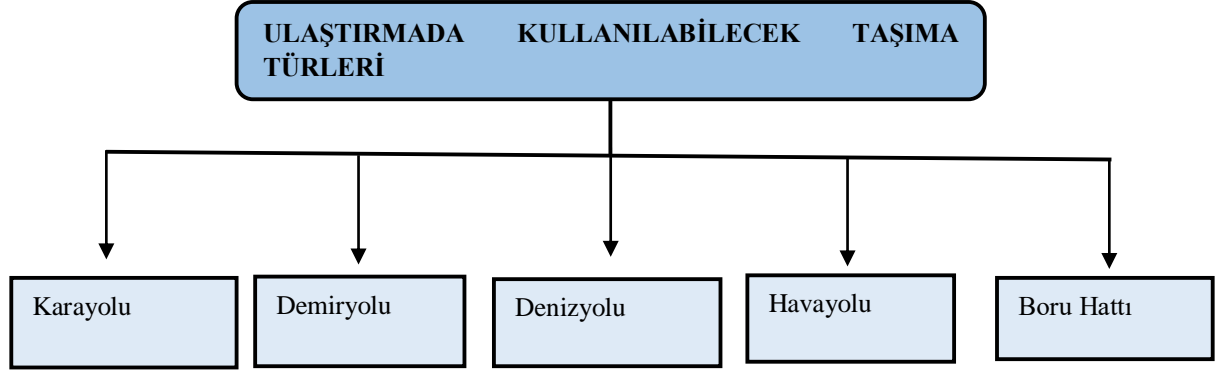 ULAŞTIRMADA KULLANILABİLECEK TAŞIMA
TÜRLERİ
Karayolu
Demiryolu
Denizyolu
Havayolu
Boru Hattı